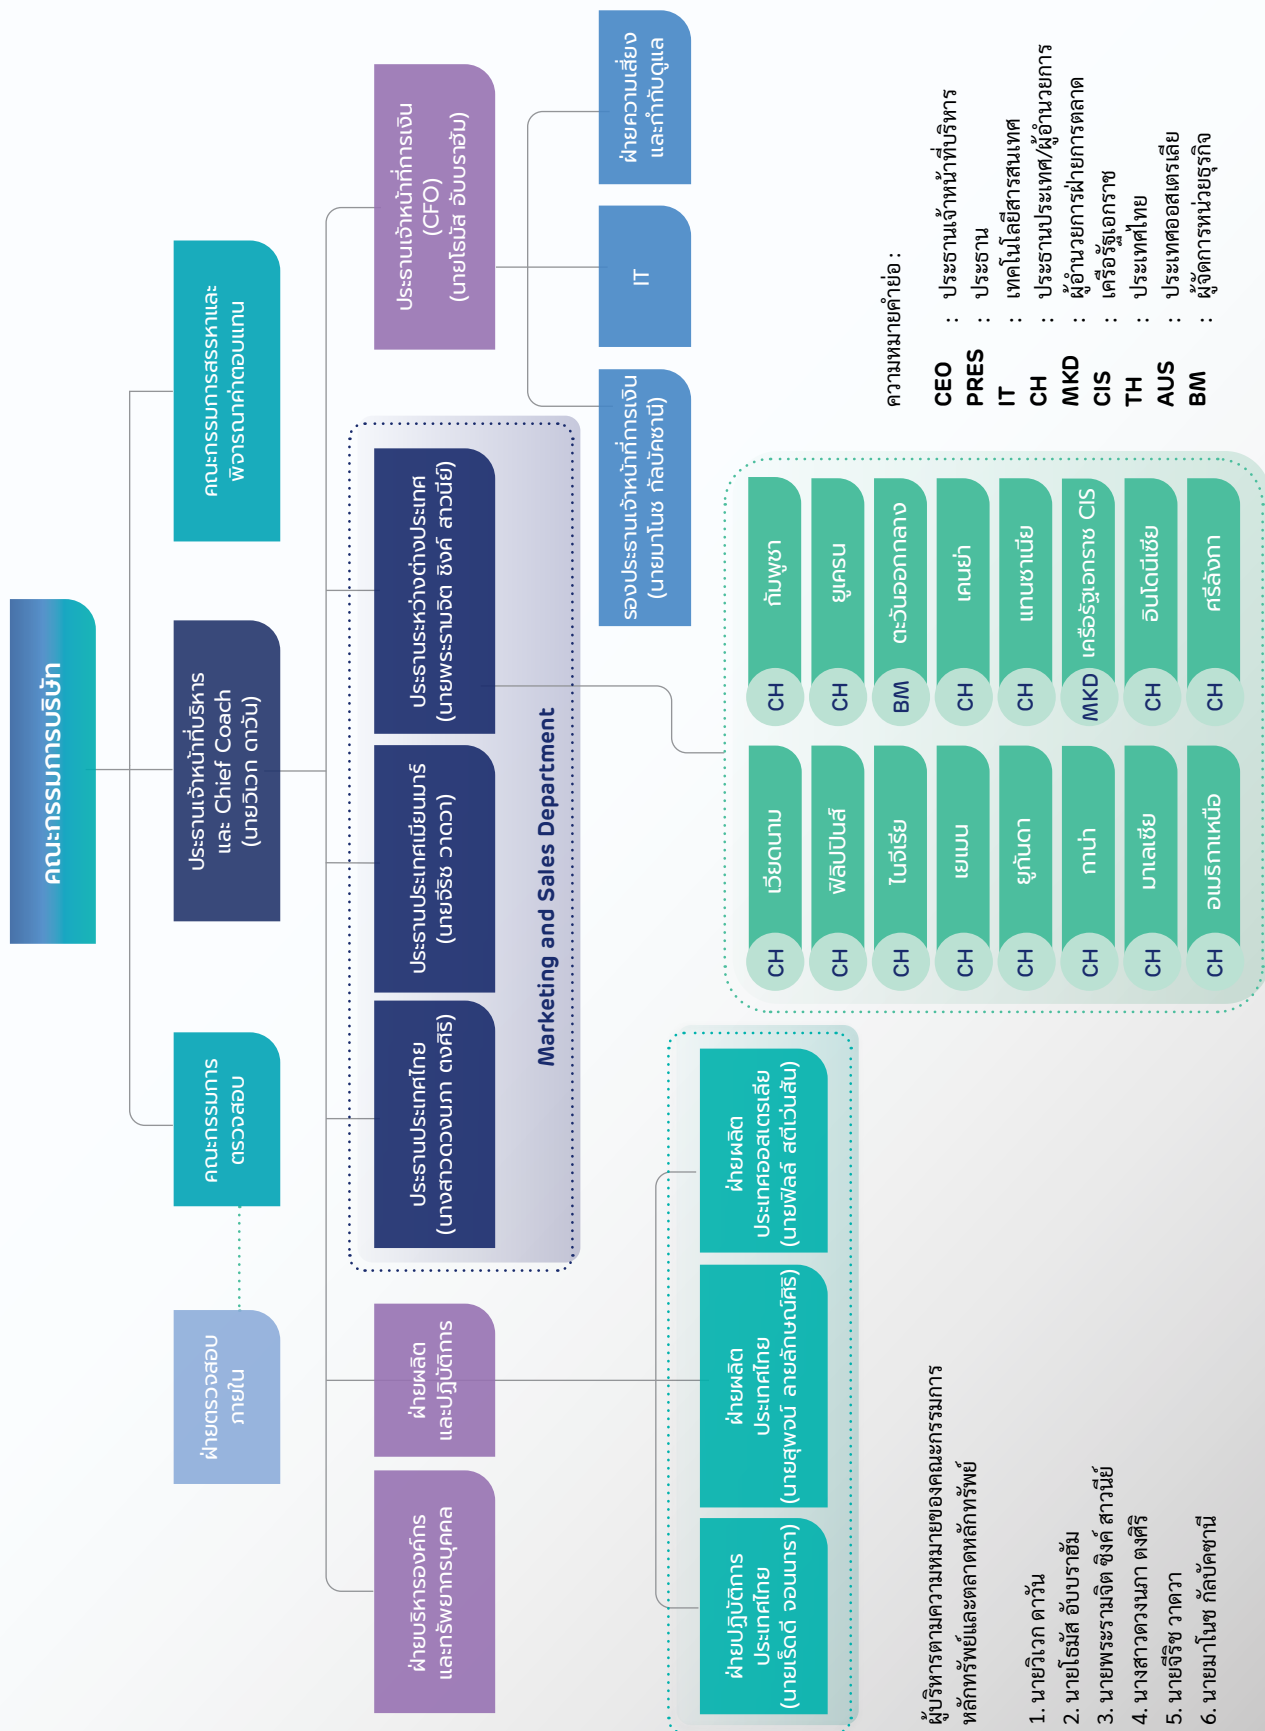 คณะกรรมการบริษัท
คณะกรรมการ
ตรวจสอบ
ประธานเจ้าหน้าที่บริหาร
และ Chief Coach
(นายวิเวก ดาวัน)
คณะกรรมการสรรหาและ
พิจารณาค่าตอบแทน
ฝ่ายตรวจสอบ
ภายใน
ฝ่ายบริหารองค์กร
และทรัพยากรบุคคล
ฝ่ายผลิต
และปฏิบัติการ
ประธานประเทศไทย
(นางสาวดวงนภา ตงศิริ)
ประธานประเทศเมียนมาร์
(นายจีริช วาดวา)
ประธานระหว่างต่างประเทศ
(นายพระรามจิต ซิงค์ สาวนีย์)
Marketing and Sales Department
ประธานเจ้าหน้าที่การเงิน
(CFO)
(นายโธมัส อับบราฮัม)
รองประธานเจ้าหน้าที่การเงิน
(นายมาโนช กัลบัคซานี)
IT
ฝ่ายความเสี่ยง
และกำกับดูแล
ฝ่ายปฏิบัติการ
ประเทศไทย
(นายเร็ดดี จอนนารา)
ฝ่ายผลิต
ประเทศไทย
(นายสุพจน์ ลายลักษณ์ศิริ)
ฝ่ายผลิต
ประเทศออสเตรเลีย
(นายฟิลล์ สตีเว่นสัน)
CH เวียดนาม
CH กัมพูชา
CH ฟิลิปปินส์
CH ยูเครน
CH ไนจีเรีย
BM ตะวันออกกลาง
CH เยเมน
CH เคนย่า
CH ยูกันดา
CH แทนซาเนีย
CH กาน่า
MKD เครือรัฐเอกราช CIS
CH มาเลเซีย
CH อินโดนีเซีย
CH อเมริกาเหนือ
CH ศรีลังกา
ความหมายคำย่อ :
CEO : ประธานเจ้าหน้าที่บริหาร
PRES : ประธาน
IT : เทคโนโลยีสารสนเทศ
CH : ประธานประเทศ/ผู้อำนวยการ
MKD : ผู้อำนวยการฝ่ายการตลาด
CIS : เครือรัฐเอกราช
TH : ประเทศไทย
AUS : ประเทศออสเตรเลีย
BM : ผู้จัดการหน่วยธุรกิจ
ผู้บริหารตามความหมายของคณะกรรมการ
หลักทรัพย์และตลาดหลักทรัพย์
1. นายวิเวก ดาวัน
2. นายโธมัส อับบราฮัม
3. นายพระรามจิต ซิงค์ สาวนีย์
4. นางสาวดวงนภา ตงศิริ
5. นายจีริช วาดวา
6. นายมาโนช กัลบัคซานี